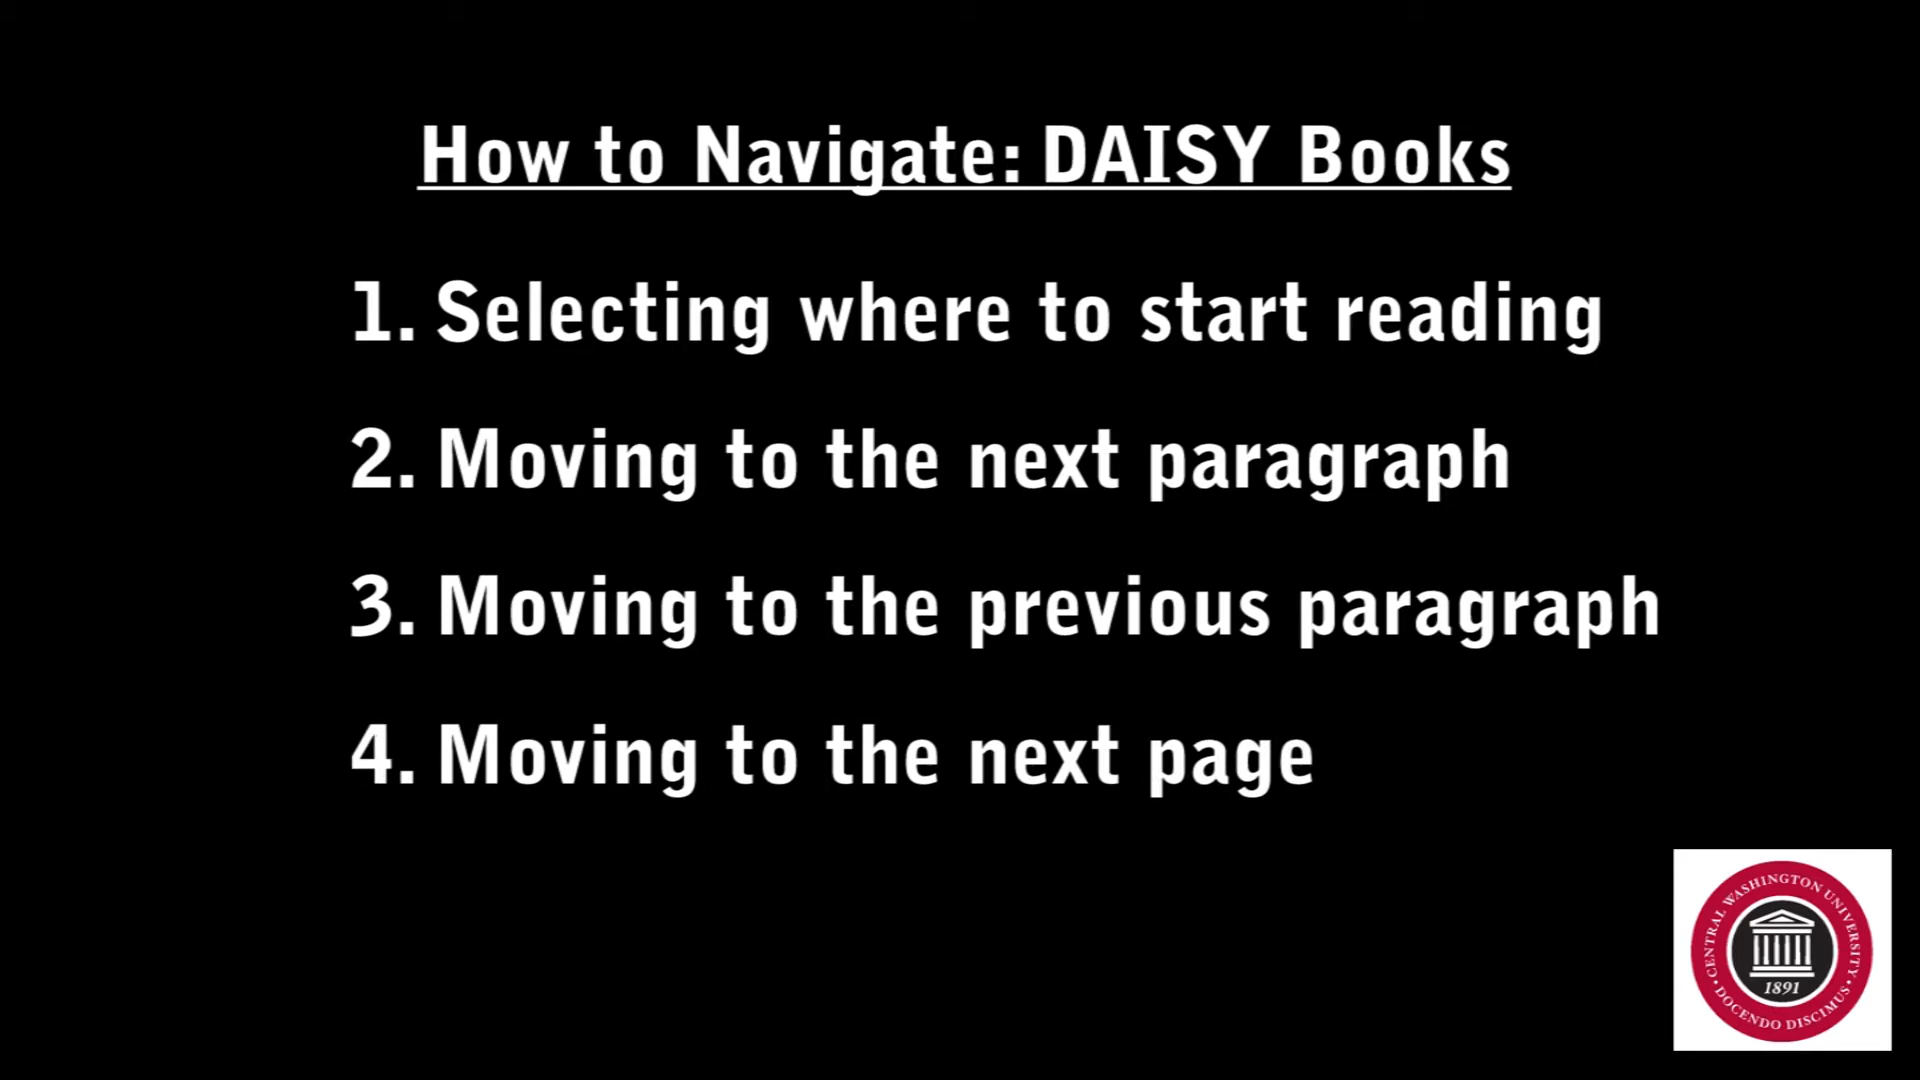 How to Navigate: DAISY Books
1. Selecting where to start reading
2. Moving to the next paragraph
3. Moving to the previous paragraph
4. Moving to the next page
CENTRAL WASHINGTON UNIVERSITY
1891
DOCENDO DISCIMUS